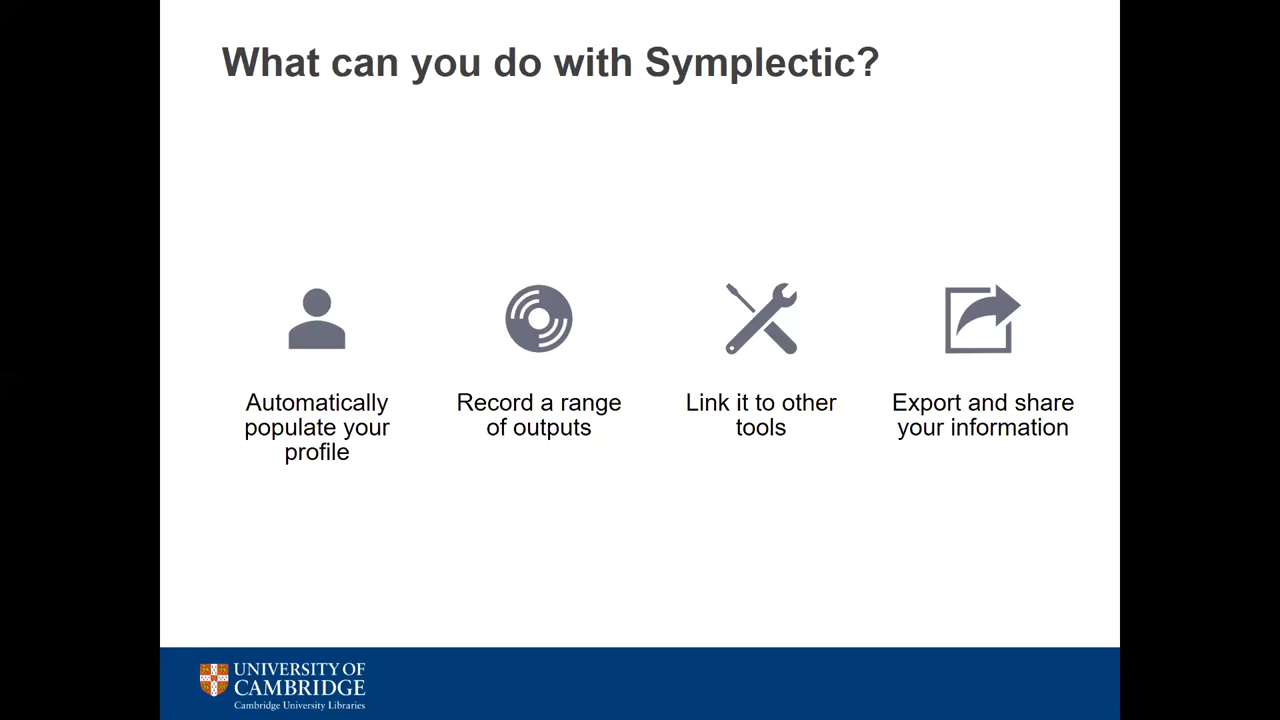 What can you do with Symplectic?
Automatically
populate your
profile
Record a range
of outputs
Link it to other
tools
Export and share
your information
UNIVERSITY OF
CAMBRIDGE
Cambridge University Libraries